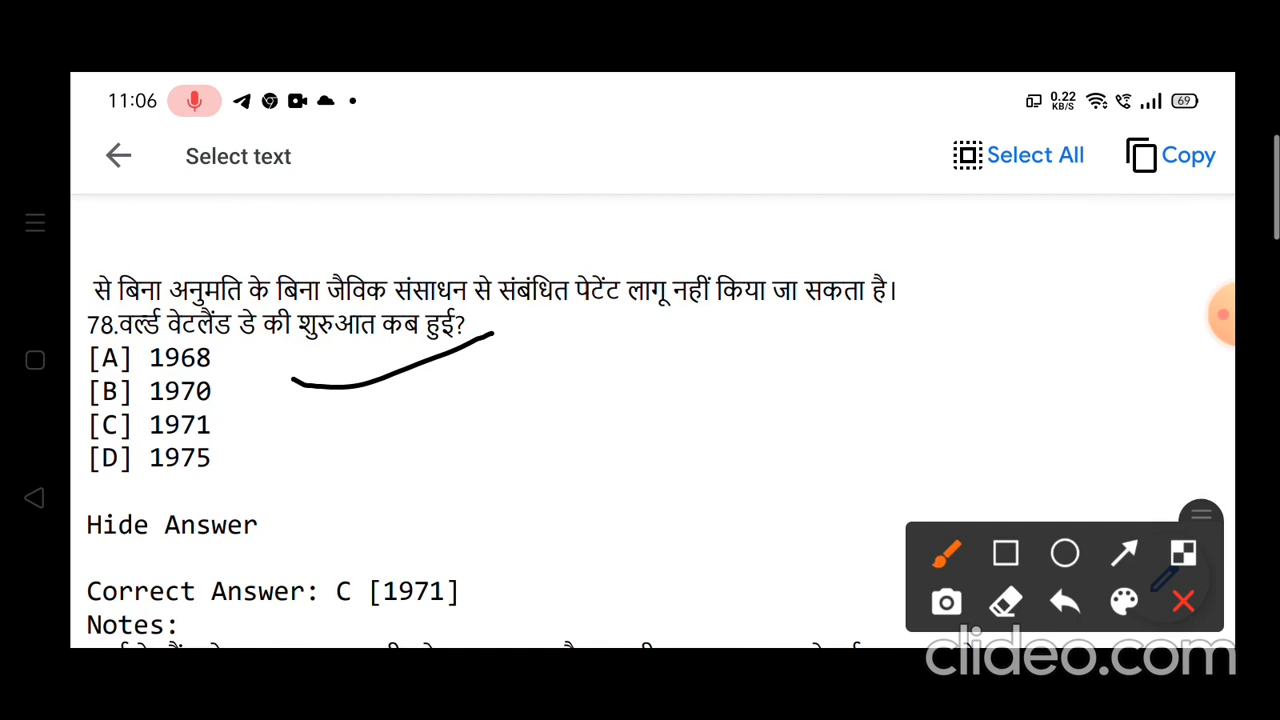 11:06
0.22 KB/S
69
Select text
Select All
Copy
से बिना अनुमति के बिना जैविक संसाधन से संबंधित पेटेंट लागू नहीं किया जा सकता है।
78.वर्ल्ड वेटलैंड डे की शुरुआत कब हुई?
[A] 1968
[B] 1970
[C] 1971
[D] 1975
Hide Answer
Correct Answer: C [1971]
Notes:
clideo.com